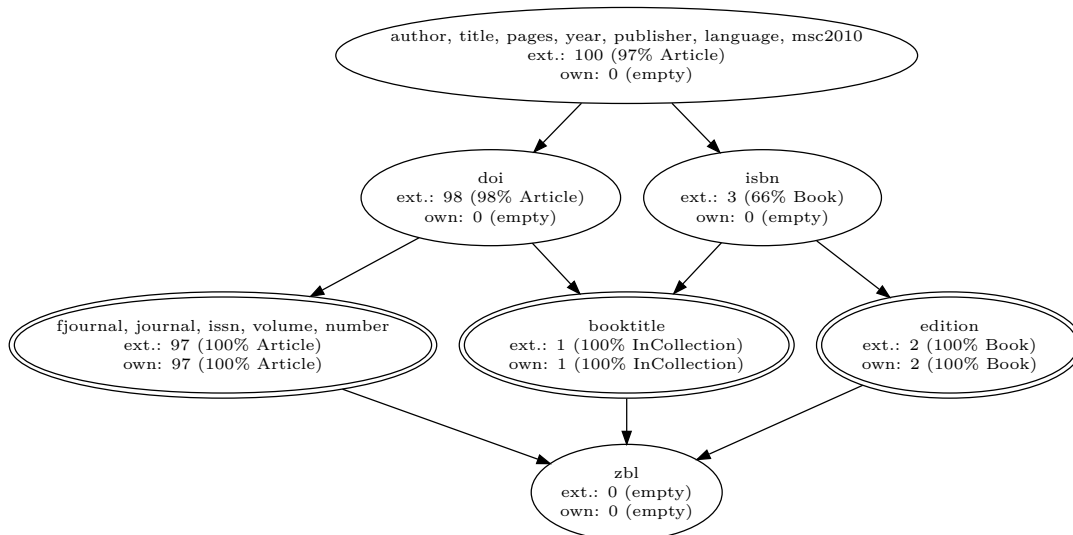 author, title, pages, year, publisher, language, msc2010
ext.: 100 (97% Article)
own: 0 (empty)
doi
ext.: 98 (98% Article)
own: 0 (empty)
isbn
ext.: 3 (66% Book)
own: 0 (empty)
fjournal, journal, issn, volume, number
ext.: 97 (100% Article)
own: 97 (100% Article)
booktitle
ext.: 1 (100% InCollection)
own: 1 (100% InCollection)
edition
ext.: 2 (100% Book)
own: 2 (100% Book)
zbl
ext.: 0 (empty)
own: 0 (empty)